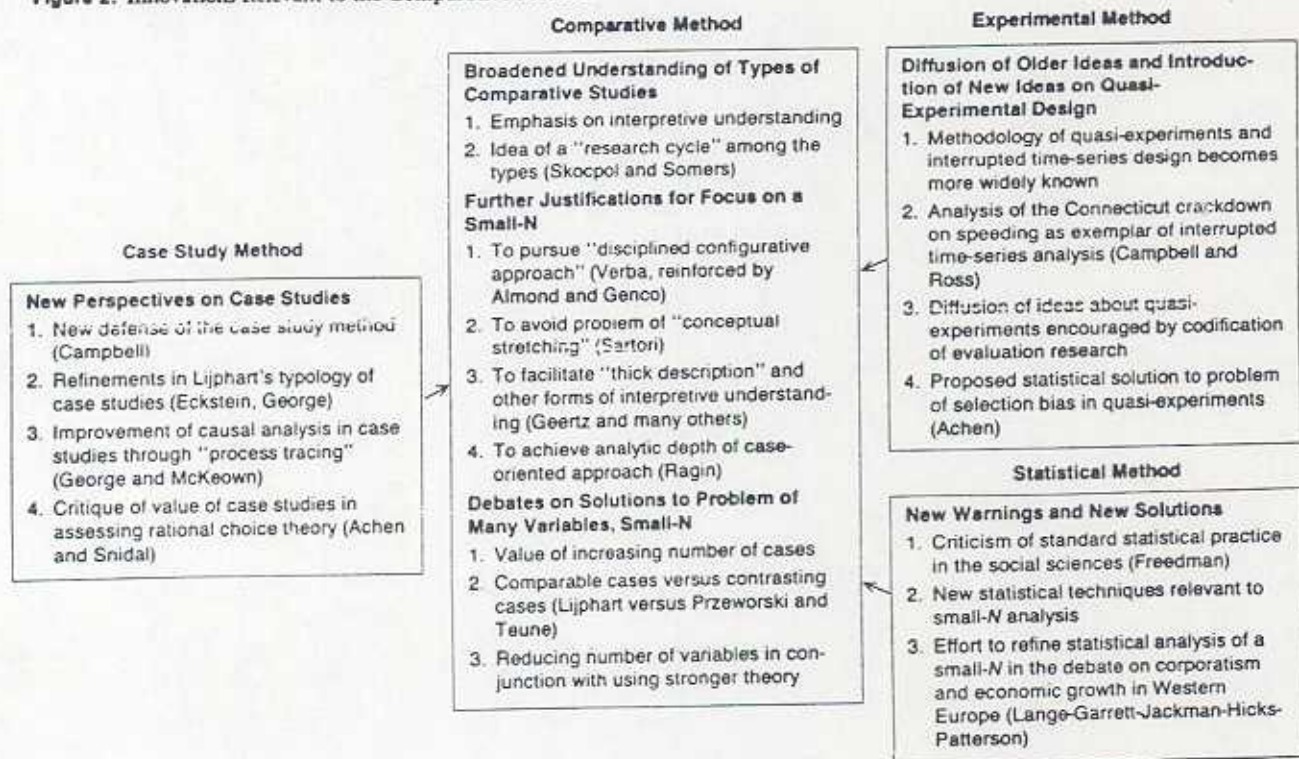 Figure 2. Innovations Relevant to the Compar
Comparative Method
Broadened Understanding of Types of
Comparative Studies
1. Emphasis on interpretive understanding
2. Idea of a "research cycle" among the
types (Skocpol and Somers)
Further Justifications for Focus on a
Small-N
1. To pursue "disciplined configurative
approach" (Verba, reinforced by
Almond and Genco)
2. To avoid problem of "conceptual
stretching" (Sartori)
3. To facilitate "thick description" and
other forms of interpretive understand-
ing (Geertz and many others)
4. To achieve analytic depth of case-
oriented approach (Ragin)
Debates on Solutions to Problem of
Many Variables, Small-N
1. Value of increasing number of cases
2. Comparable cases versus contrasting
cases (Lijphart versus Przeworski and
Teune)
3. Reducing number of variables in con-
junction with using stronger theory
Case Study Method
New Perspectives on Case Studies
1. New defense of the case study method
(Campbell)
2. Refinements in Lijphart's typology of
case studies (Eckstein, George)
3. Improvement of causal analysis in case
studies through "process tracing"
(George and McKeown)
4. Critique of value of case studies in
assessing rational choice theory (Achen
and Snidal)
Experimental Method
Diffusion of Older Ideas and Introduc-
tion of New Ideas on Quasi-
Experimental Design
1. Methodology of quasi-experiments and
interrupted time-series design becomes
more widely known
2. Analysis of the Connecticut crackdown
on speeding as exemplar of interrupted
time-series analysis (Campbell and
Ross)
3. Diffusion of ideas about quasi-
experiments encouraged by codification
of evaluation research
4. Proposed statistical solution to problem
of selection bias in quasi-experiments
(Achen)
Statistical Method
New Warnings and New Solutions
1. Criticism of standard statistical practice
in the social sciences (Freedman)
2. New statistical techniques relevant to
small-N analysis
3. Effort to refine statistical analysis of a
small-N in the debate on corporatism
and economic growth in Western
Europe (Lange-Garrett-Jackman-Hicks-
Patterson)